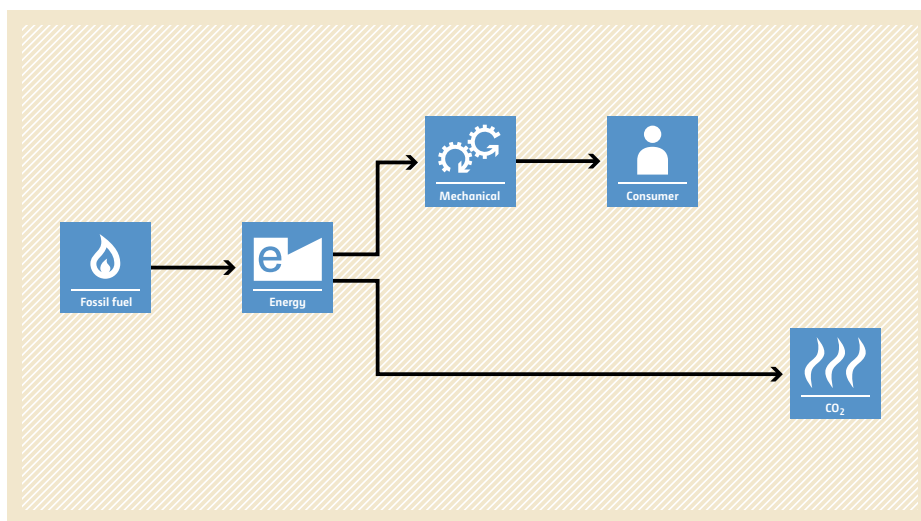 Mechanical
Consumer
Fossil fuel
e
Energy
CO₂